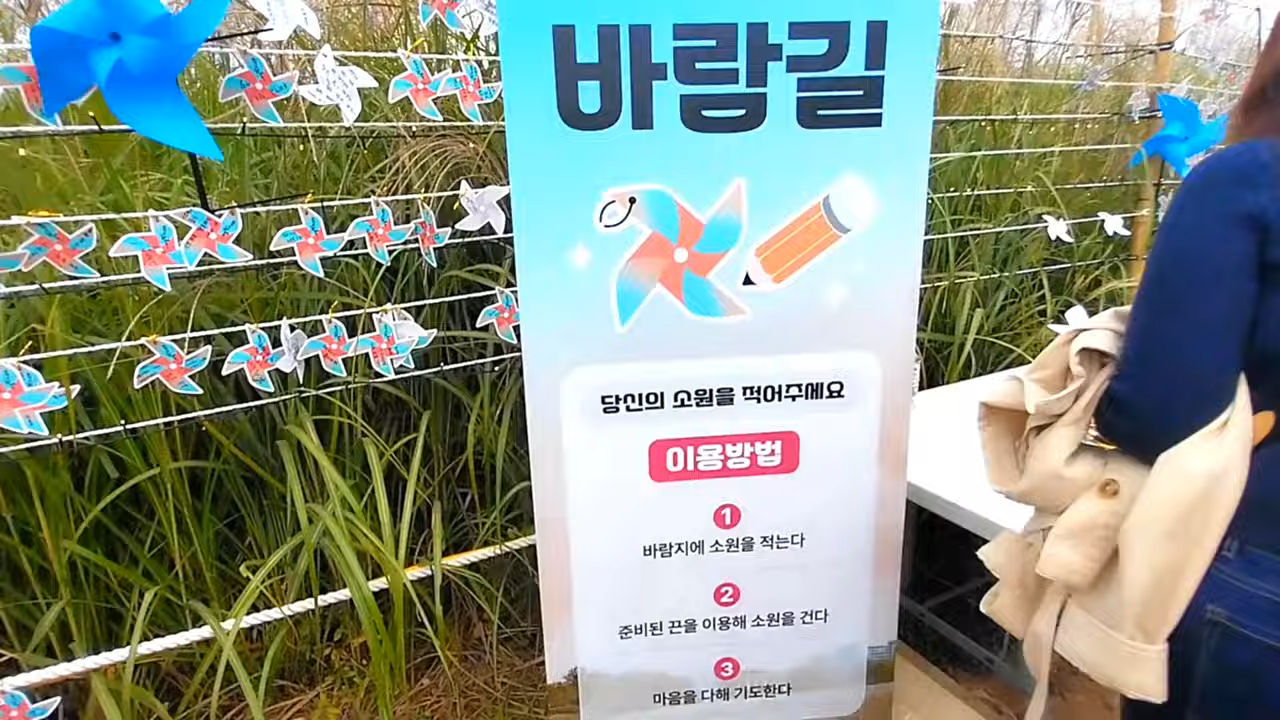 바람길
당신의 소원을 적어주세요
이용방법
1
바람지에 소원을 적는다
2
준비된 끈을 이용해 소원을 건다
3
마음을 다해 기도한다